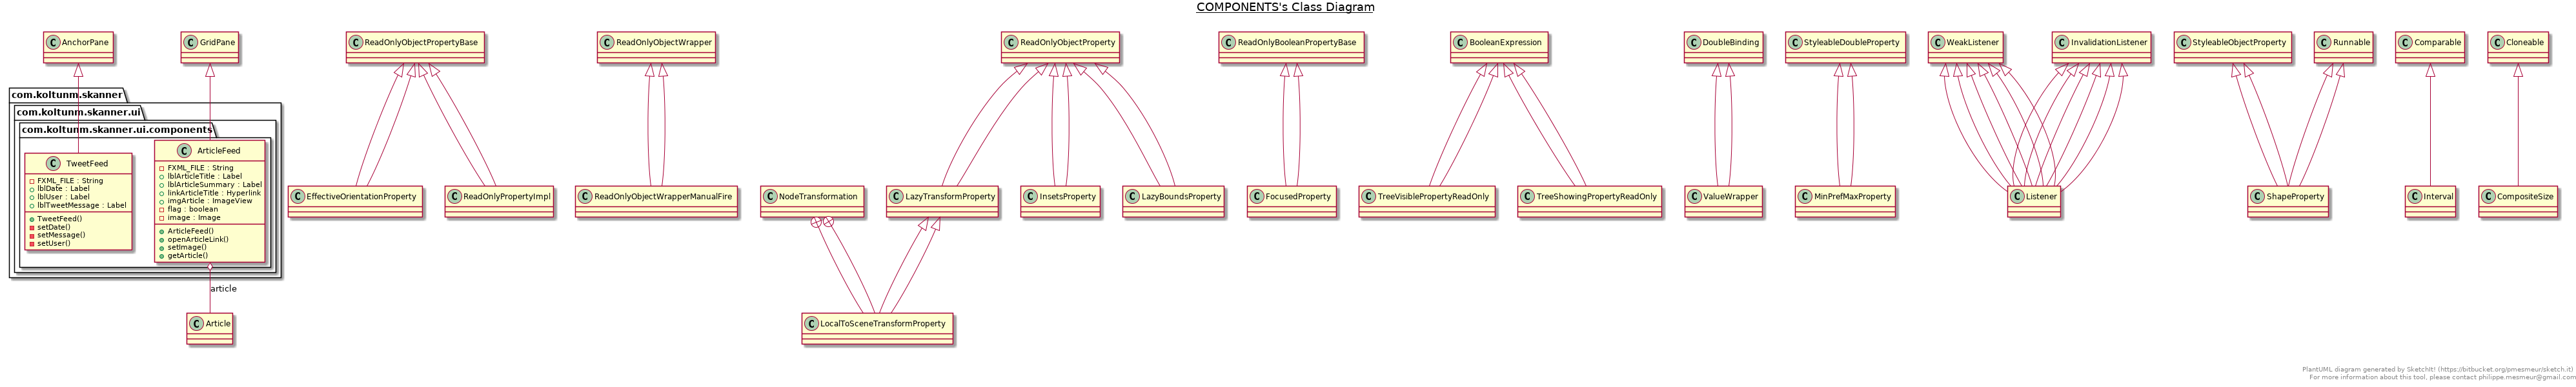 COMPONENTS's Class Diagram
C AnchorPane
C GridPane
C ReadOnlyObjectPropertyBase
C ReadOnlyObjectWrapper
C ReadOnlyObjectProperty
C ReadOnlyBooleanPropertyBase
C BooleanExpression
C DoubleBinding
C StyleableDoubleProperty
C WeakListener
C InvalidationListener
C StyleableObjectProperty
C Runnable
C Comparable
C Cloneable
com.koltunm.skanner
com.koltunm.skanner.ui
com.koltunm.skanner.ui.components
C TweetFeed
FXML_FILE : String
lblDate : Label
lblUser : Label
lblTweetMessage : Label
TweetFeed()
setDate()
setMessage()
setUser()
C ArticleFeed
FXML_FILE : String
lblArticleTitle : Label
lblArticleSummary : Label
linkArticleTitle : Hyperlink
imgArticle : ImageView
flag : boolean
image : Image
ArticleFeed()
openArticleLink()
setImage()
getArticle()
C EffectiveOrientationProperty
C ReadOnlyPropertyImpl
C ReadOnlyObjectWrapperManualFire
C NodeTransformation
C LazyTransformProperty
C InsetsProperty
C LazyBoundsProperty
C FocusedProperty
C TreeVisiblePropertyReadOnly
C TreeShowingPropertyReadOnly
C ValueWrapper
C MinPrefMaxProperty
C Listener
C ShapeProperty
C Interval
C CompositeSize
article
C Article
C LocalToSceneTransformProperty
PlantUML diagram generated by SketchIt! (https://bitbucket.org/pmesmeur/sketch.it)
For more information about this tool, please contact philippe.mesmeur@gmail.com